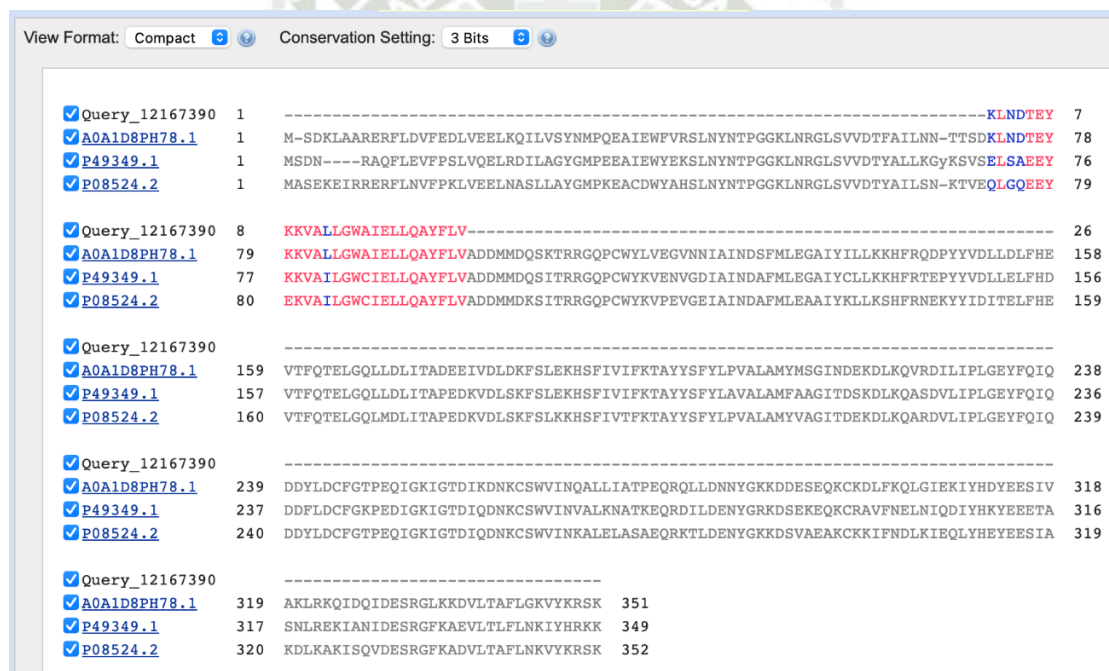 View Format: Compact Conservation Setting: 3 Bits
Query_12167390 1 -------------------------------------------------------------------------KLNDTEY 7
A0A1D8PH78.1 1 M-SDKLAARERFLDVFEDLVEELKQILVSYNMPQEAIEWFVRSLNYNTPGGKLNRGLSVVDTFAILNN-TTSDKLNDTEY 78
P49349.1 1 MSDN----RAQFLEVFPSLVQELRDILAGYGMPEEAIEWYEKSLNYNTPGGKLNRGLSVVDTYALLKGyKSVSELSAEEY 76
P08524.2 1 MASEKEIRRERFLNVFPKLVEELNASLLAYGMPKEACDWYAHSLNYNTPGGKLNRGLSVVDTYAILSN-KTVEQLGQEEY 79
Query_12167390 8 KKVALLGWAIELLQAYFLV------------------------------------------------------------- 26
A0A1D8PH78.1 79 KKVALLGWAIELLQAYFLVADDMMDQSKTRRGQPCWYLVEGVNNIAINDSFMLEGAIYILLKKHFRQDPYYVDLLDLFHE 158
P49349.1 77 KKVAILGWCIELLQAYFLVADDMMDQSITRRGQPCWYKVENVGDIAINDAFMLEGAIYCLLKKHFRTEPYYVDLLELFHD 156
P08524.2 80 EKVAILGWCIELLQAYFLVADDMMDKSITRRGQPCWYKVPEVGEIAINDAFMLEAAIYKLLKSHFRNEKYYIDITELFHE 159
Query_12167390 --------------------------------------------------------------------------------
A0A1D8PH78.1 159 VTFQTELGQLLDLITADEEIVDLDKFSLEKHSFIVIFKTAYYSFYLPVALAMYMSGINDEKDLKQVRDILIPLGEYFQIQ 238
P49349.1 157 VTFQTELGQLLDLITAPEDKVDLSKFSLEKHSFIVIFKTAYYSFYLAVALAMFAAGITDSKDLKQASDVLIPLGEYFQIQ 236
P08524.2 160 VTFQTELGQLMDLITAPEDKVDLSKFSLKKHSFIVTFKTAYYSFYLPVALAMYVAGITDEKDLKQARDVLIPLGEYFQIQ 239
Query_12167390 --------------------------------------------------------------------------------
A0A1D8PH78.1 239 DDYLDCFGTPEQIGKIGTDIKDNKCSWVINQALLIATPEQRQLLDNNYGKKDDESEQKCKDLFKQLGIEKIYHDYEESIV 318
P49349.1 237 DDFLDCFGKPEDIGKIGTDIQDNKCSWVINVALKNATKEQRDILDENYGRKDSEKEQKCRAVFNELNIQDIYHKYEEETA 316
P08524.2 240 DDYLDCFGTPEQIGKIGTDIQDNKCSWVINKALELASAEQRKTLDENYGKKDSVAEAKCKKIFNDLKIEQLYHEYEESIA 319
Query_12167390 ---------------------------------
A0A1D8PH78.1 319 AKLRKQIDQIDESRGLKKDVLTAFLGKVYKRSK 351
P49349.1 317 SNLREKIANIDESRGFKAEVLTLFLNKIYHRKK 349
P08524.2 320 KDLKAKISQVDESRGFKADVLTAFLNKVYKRSK 352